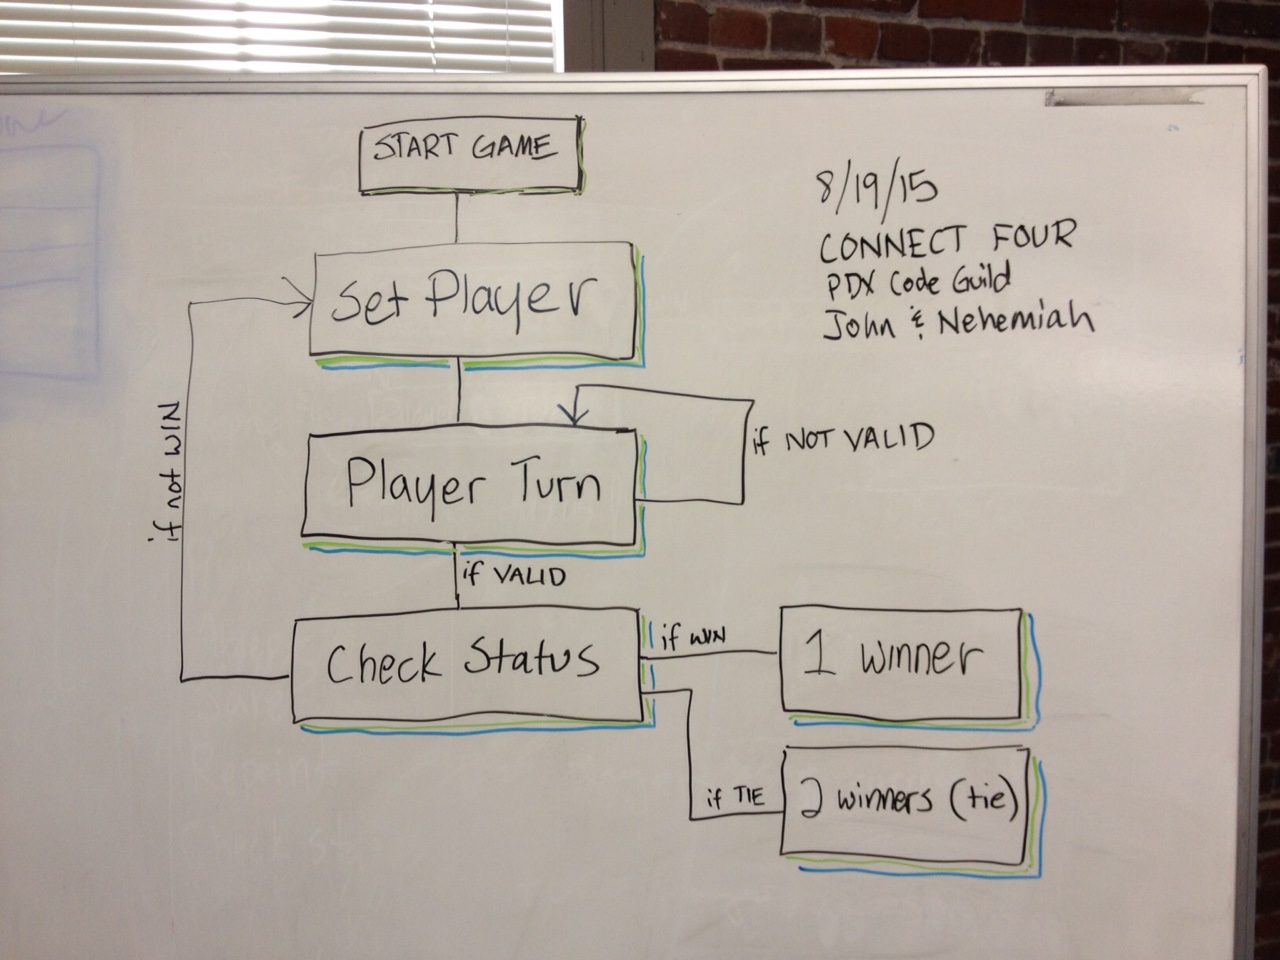 START GAME
8/19/15
CONNECT FOUR
PDX Code Guild
John & Nehemiah
Set Player
if not WIN
Player Turn
if NOT VALID
if VALID
Check Status
if WIN
1 winner
if TIE
2 winners (tie)